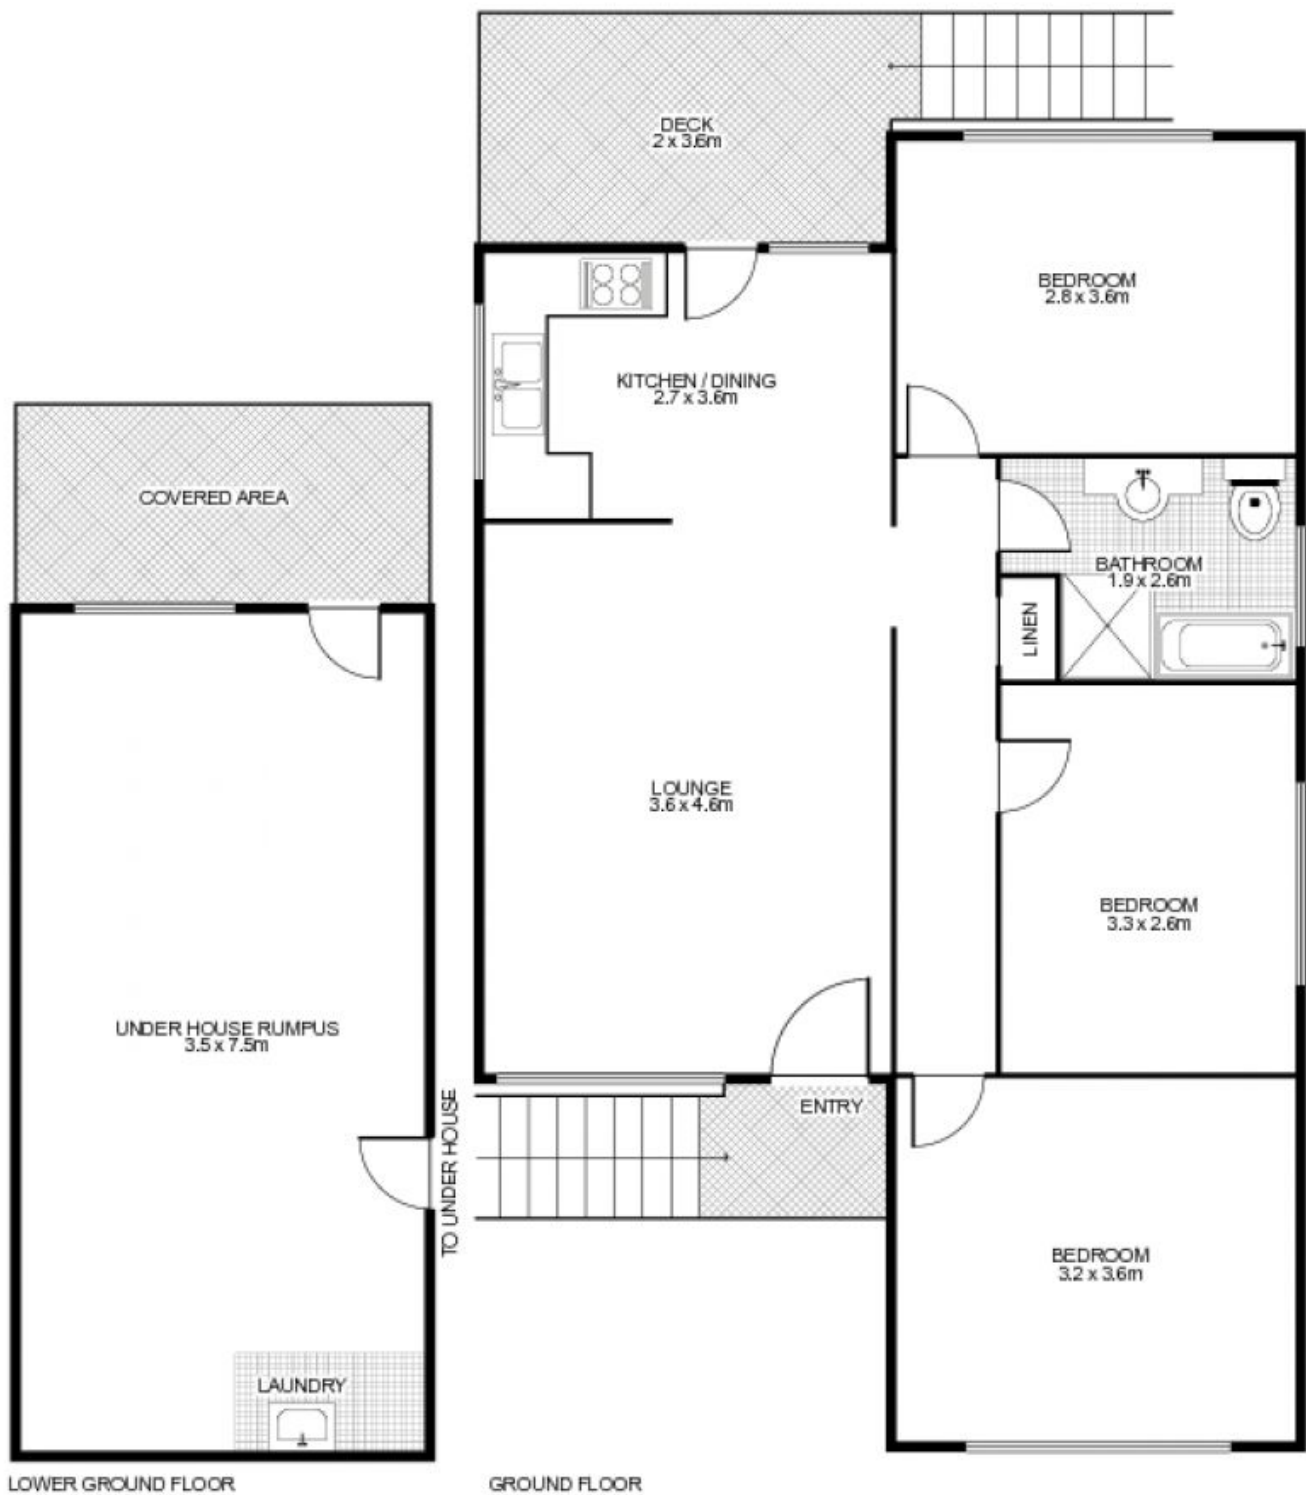 DECK
2 x 3.6m
BEDROOM
2.8 x 3.6m
KITCHEN / DINING
2.7 x 3.6m
COVERED AREA
BATHROOM
1.9 x 2.6m
LINEN
LOUNGE
3.6 x 4.6m
BEDROOM
3.3 x 2.6m
UNDER HOUSE RUMPUS
3.5 x 7.5m
ENTRY
TO UNDER HOUSE
BEDROOM
3.2 x 3.6m
LAUNDRY
LOWER GROUND FLOOR
GROUND FLOOR